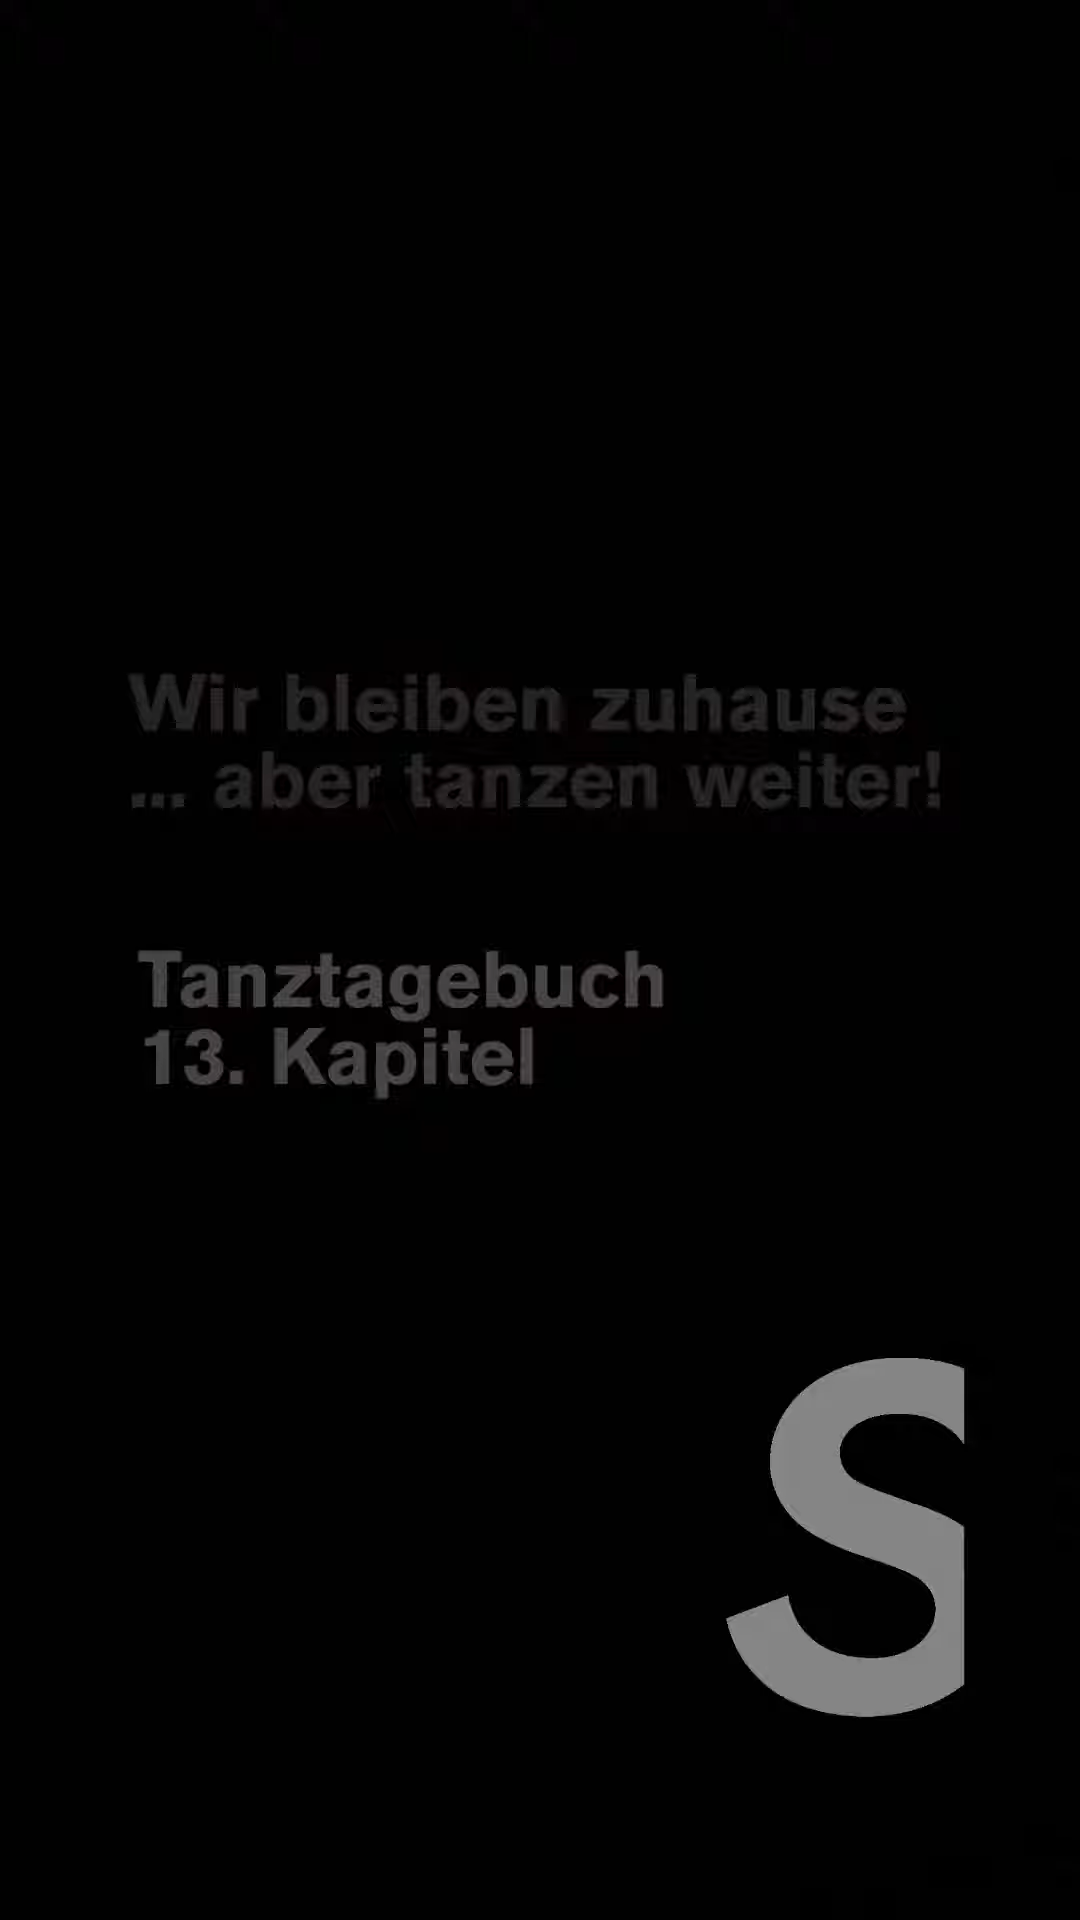 Wir bleiben zuhause
... aber tanzen weiter!
Tanztagebuch
13. Kapitel
S